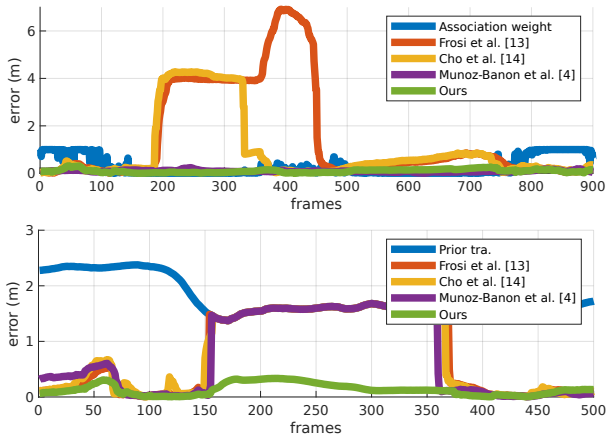 6
4
2
0
error (m)
0 100 200 300 400 500 600 700 800 900
frames
Association weight
Frosi et al. [13]
Cho et al. [14]
Munoz-Banon et al. [4]
Ours
3
2
1
0
error (m)
0 50 100 150 200 250 300 350 400 450 500
frames
Prior tra.
Frosi et al. [13]
Cho et al. [14]
Munoz-Banon et al. [4]
Ours